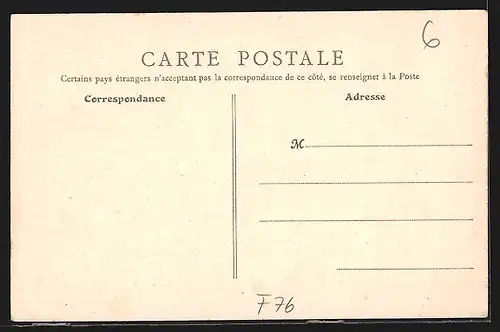 6
CARTE POSTALE
Certains pays étrangers n'acceptant pas la correspondance de ce côté, se renseigner à la Poste
Correspondance
Adresse
M
F76